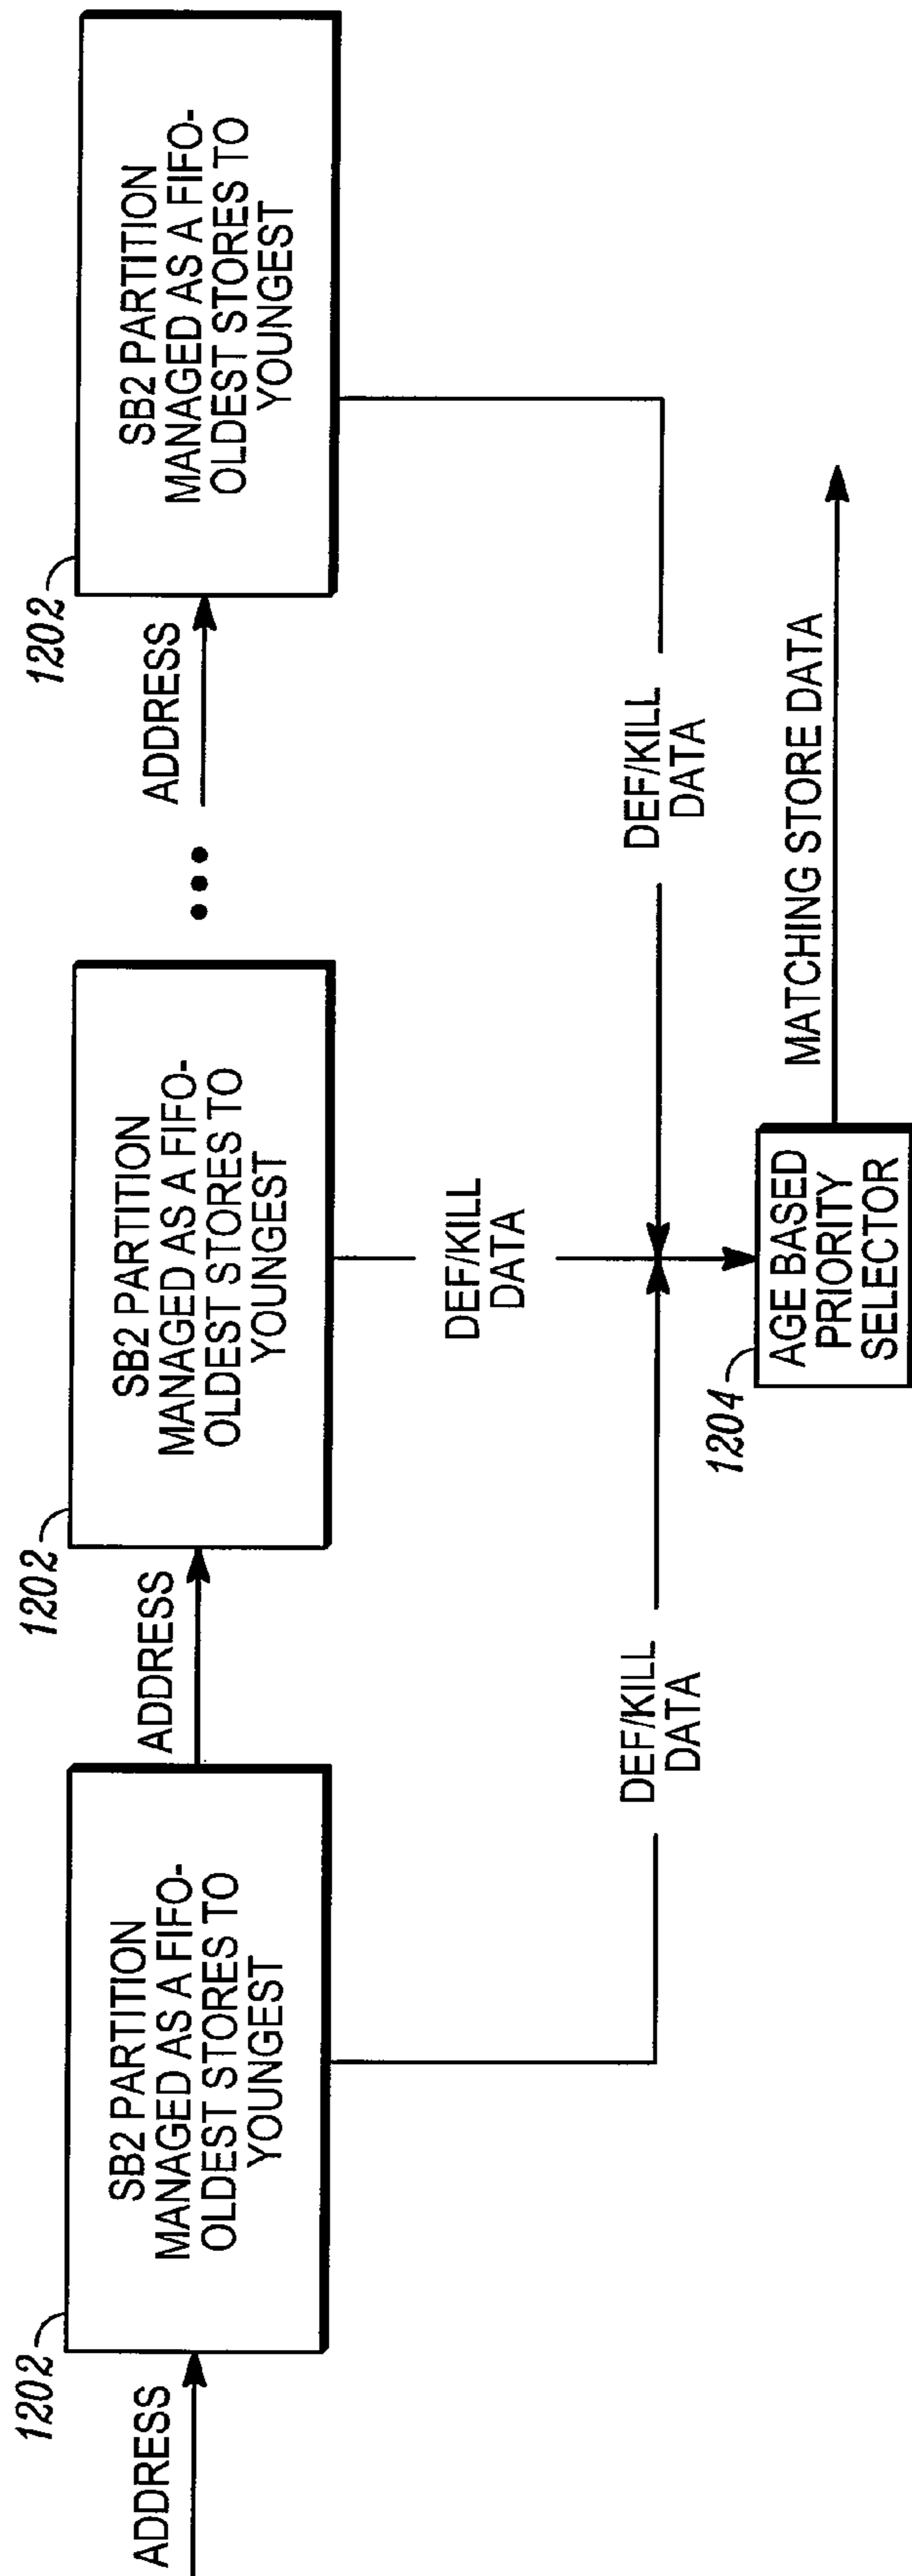 ADDRESS
1202
SB2 PARTITION
MANAGED AS A FIFO-
OLDEST STORES TO
YOUNGEST
ADDRESS
1202
SB2 PARTITION
MANAGED AS A FIFO-
OLDEST STORES TO
YOUNGEST
•••
ADDRESS
1202
SB2 PARTITION
MANAGED AS A FIFO-
OLDEST STORES TO
YOUNGEST
DEF/KILL
DATA
DEF/KILL
DATA
DEF/KILL
DATA
1204
AGE BASED
PRIORITY
SELECTOR
MATCHING STORE DATA